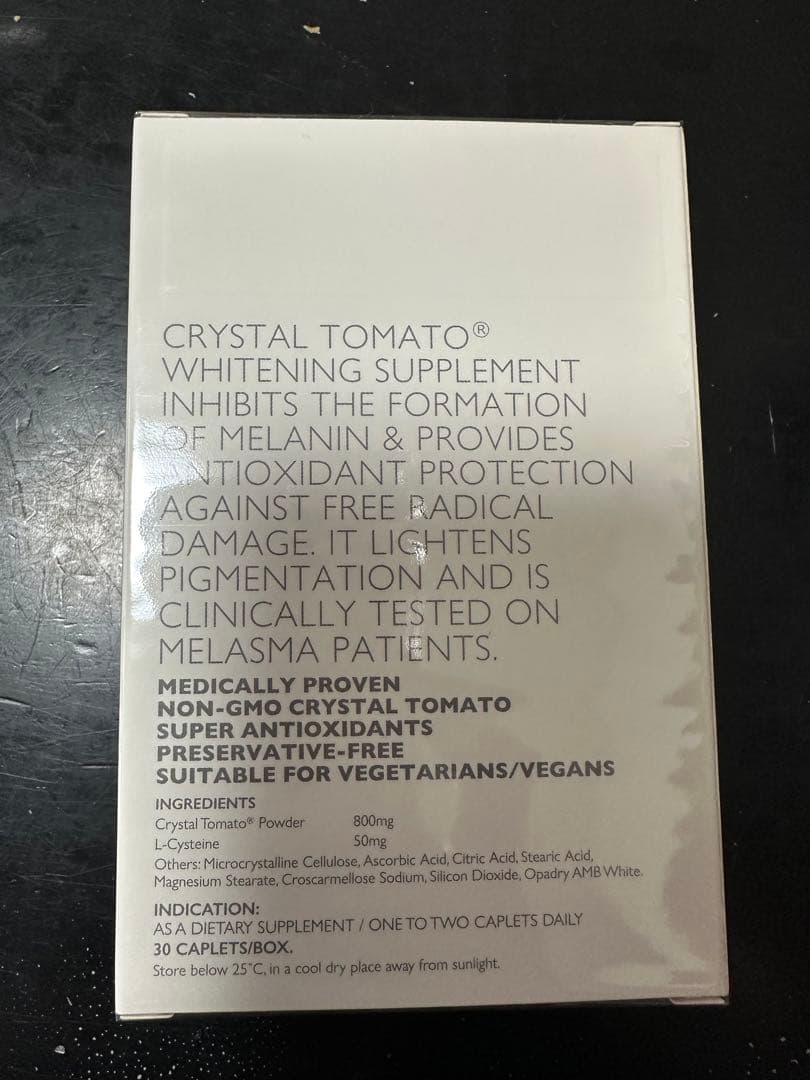 CRYSTAL TOMATO®
WHITENING SUPPLEMENT
INHIBITS THE FORMATION
OF MELANIN & PROVIDES
ANTIOXIDANT PROTECTION
AGAINST FREE RADICAL
DAMAGE. IT LIGHTENS
PIGMENTATION AND IS
CLINICALLY TESTED ON
MELASMA PATIENTS.
MEDICALLY PROVEN
NON-GMO CRYSTAL TOMATO
SUPER ANTIOXIDANTS
PRESERVATIVE-FREE
SUITABLE FOR VEGETARIANS/VEGANS
INGREDIENTS
Crystal Tomato® Powder 800mg
L-Cysteine 50mg
Others: Microcrystalline Cellulose, Ascorbic Acid, Citric Acid, Stearic Acid,
Magnesium Stearate, Croscarmellose Sodium, Silicon Dioxide, Opadry AMB White.
INDICATION:
AS A DIETARY SUPPLEMENT / ONE TO TWO CAPLETS DAILY
30 CAPLETS/BOX.
Store below 25°C, in a cool dry place away from sunlight.